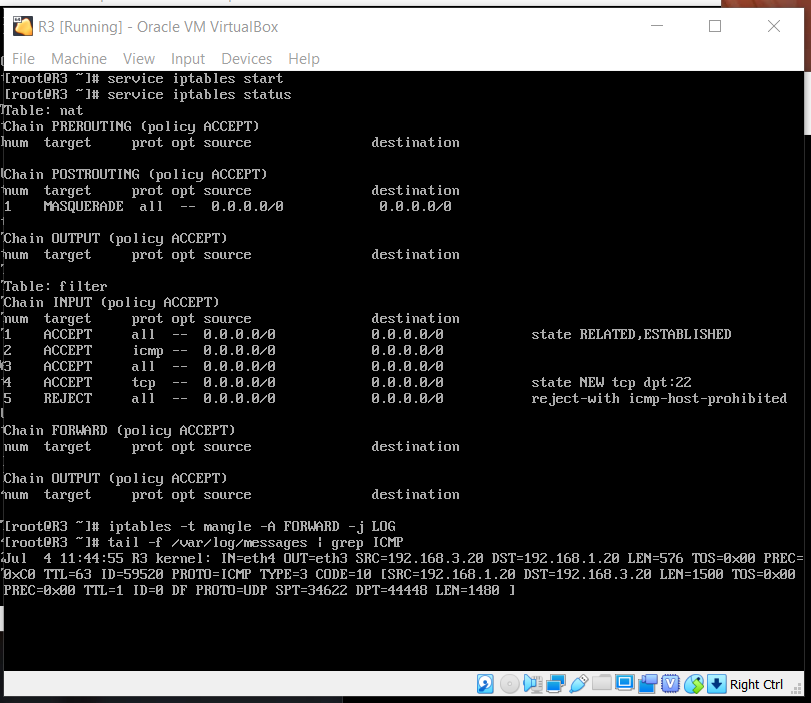 R3 [Running] - Oracle VM VirtualBox
File Machine View Input Devices Help
[root@R3 ~]# service iptables start
[root@R3 ~]# service iptables status
Table: nat
Chain PREROUTING (policy ACCEPT)
num target prot opt source destination
Chain POSTROUTING (policy ACCEPT)
num target prot opt source destination
1 MASQUERADE all -- 0.0.0.0/0 0.0.0.0/0
Chain OUTPUT (policy ACCEPT)
num target prot opt source destination
Table: filter
Chain INPUT (policy ACCEPT)
num target prot opt source destination
1 ACCEPT all -- 0.0.0.0/0 0.0.0.0/0 state RELATED,ESTABLISHED
2 ACCEPT icmp -- 0.0.0.0/0 0.0.0.0/0
3 ACCEPT all -- 0.0.0.0/0 0.0.0.0/0
4 ACCEPT tcp -- 0.0.0.0/0 0.0.0.0/0 state NEW tcp dpt:22
5 REJECT all -- 0.0.0.0/0 0.0.0.0/0 reject-with icmp-host-prohibited
Chain FORWARD (policy ACCEPT)
num target prot opt source destination
Chain OUTPUT (policy ACCEPT)
num target prot opt source destination
[root@R3 ~]# iptables -t mangle -A FORWARD -j LOG
[root@R3 ~]# tail -f /var/log/messages | grep ICMP
Jul 4 11:44:55 R3 kernel: IN=eth4 OUT=eth3 SRC=192.168.3.20 DST=192.168.1.20 LEN=576 TOS=0x00 PREC=
0xC0 TTL=63 ID=59520 PROTO=ICMP TYPE=3 CODE=10 [SRC=192.168.1.20 DST=192.168.3.20 LEN=1500 TOS=0x00
PREC=0x00 TTL=1 ID=0 DF PROTO=UDP SPT=34622 DPT=44448 LEN=1480 ]
Right Ctrl